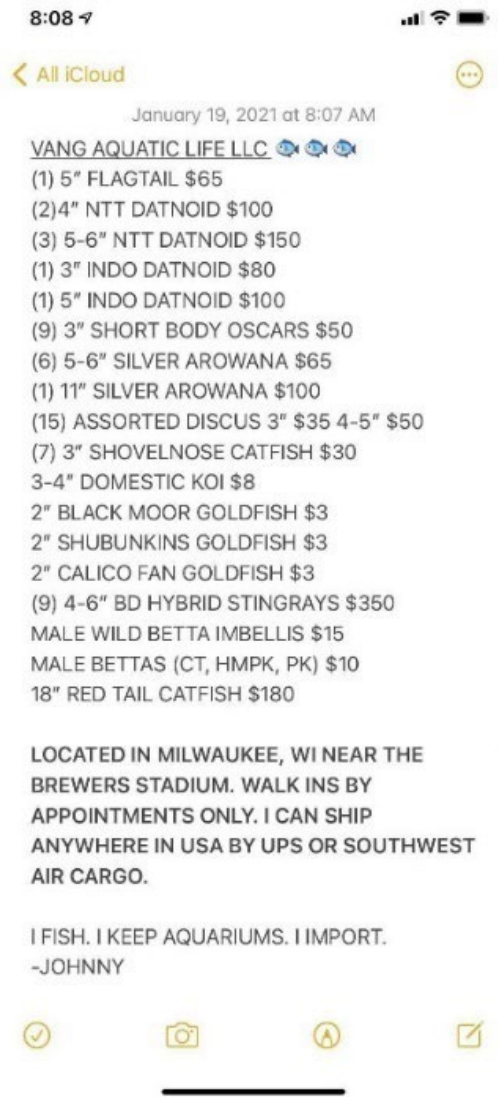 8:08
All iCloud
January 19, 2021 at 8:07 AM
VANG AQUATIC LIFE LLC 🐟🐟🐟
(1) 5” FLAGTAIL $65
(2)4” NTT DATNOID $100
(3) 5-6” NTT DATNOID $150
(1) 3” INDO DATNOID $80
(1) 5” INDO DATNOID $100
(9) 3” SHORT BODY OSCARS $50
(6) 5-6” SILVER AROWANA $65
(1) 11” SILVER AROWANA $100
(15) ASSORTED DISCUS 3” $35 4-5” $50
(7) 3” SHOVELNOSE CATFISH $30
3-4” DOMESTIC KOI $8
2” BLACK MOOR GOLDFISH $3
2” SHUBUNKINS GOLDFISH $3
2” CALICO FAN GOLDFISH $3
(9) 4-6” BD HYBRID STINGRAYS $350
MALE WILD BETTA IMBELLIS $15
MALE BETTAS (CT, HMPK, PK) $10
18” RED TAIL CATFISH $180
LOCATED IN MILWAUKEE, WI NEAR THE
BREWERS STADIUM. WALK INS BY
APPOINTMENTS ONLY. I CAN SHIP
ANYWHERE IN USA BY UPS OR SOUTHWEST
AIR CARGO.
I FISH. I KEEP AQUARIUMS. I IMPORT.
-JOHNNY